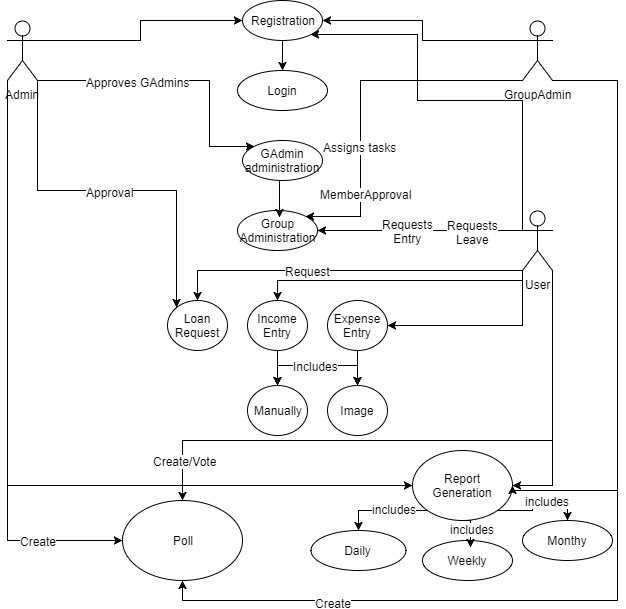 Registration
Admin
Approves GAdmins
GroupAdmin
Login
Assigns tasks
GAdmin
administration
Approval
MemberApproval
Group
Administration
Requests
Entry
Requests
Leave
Request
User
Loan
Request
Income
Entry
Expense
Entry
Includes
Manually
Image
Create/Vote
Report
Generation
includes
includes
includes
Create
Poll
Daily
Weekly
Monthy
Create